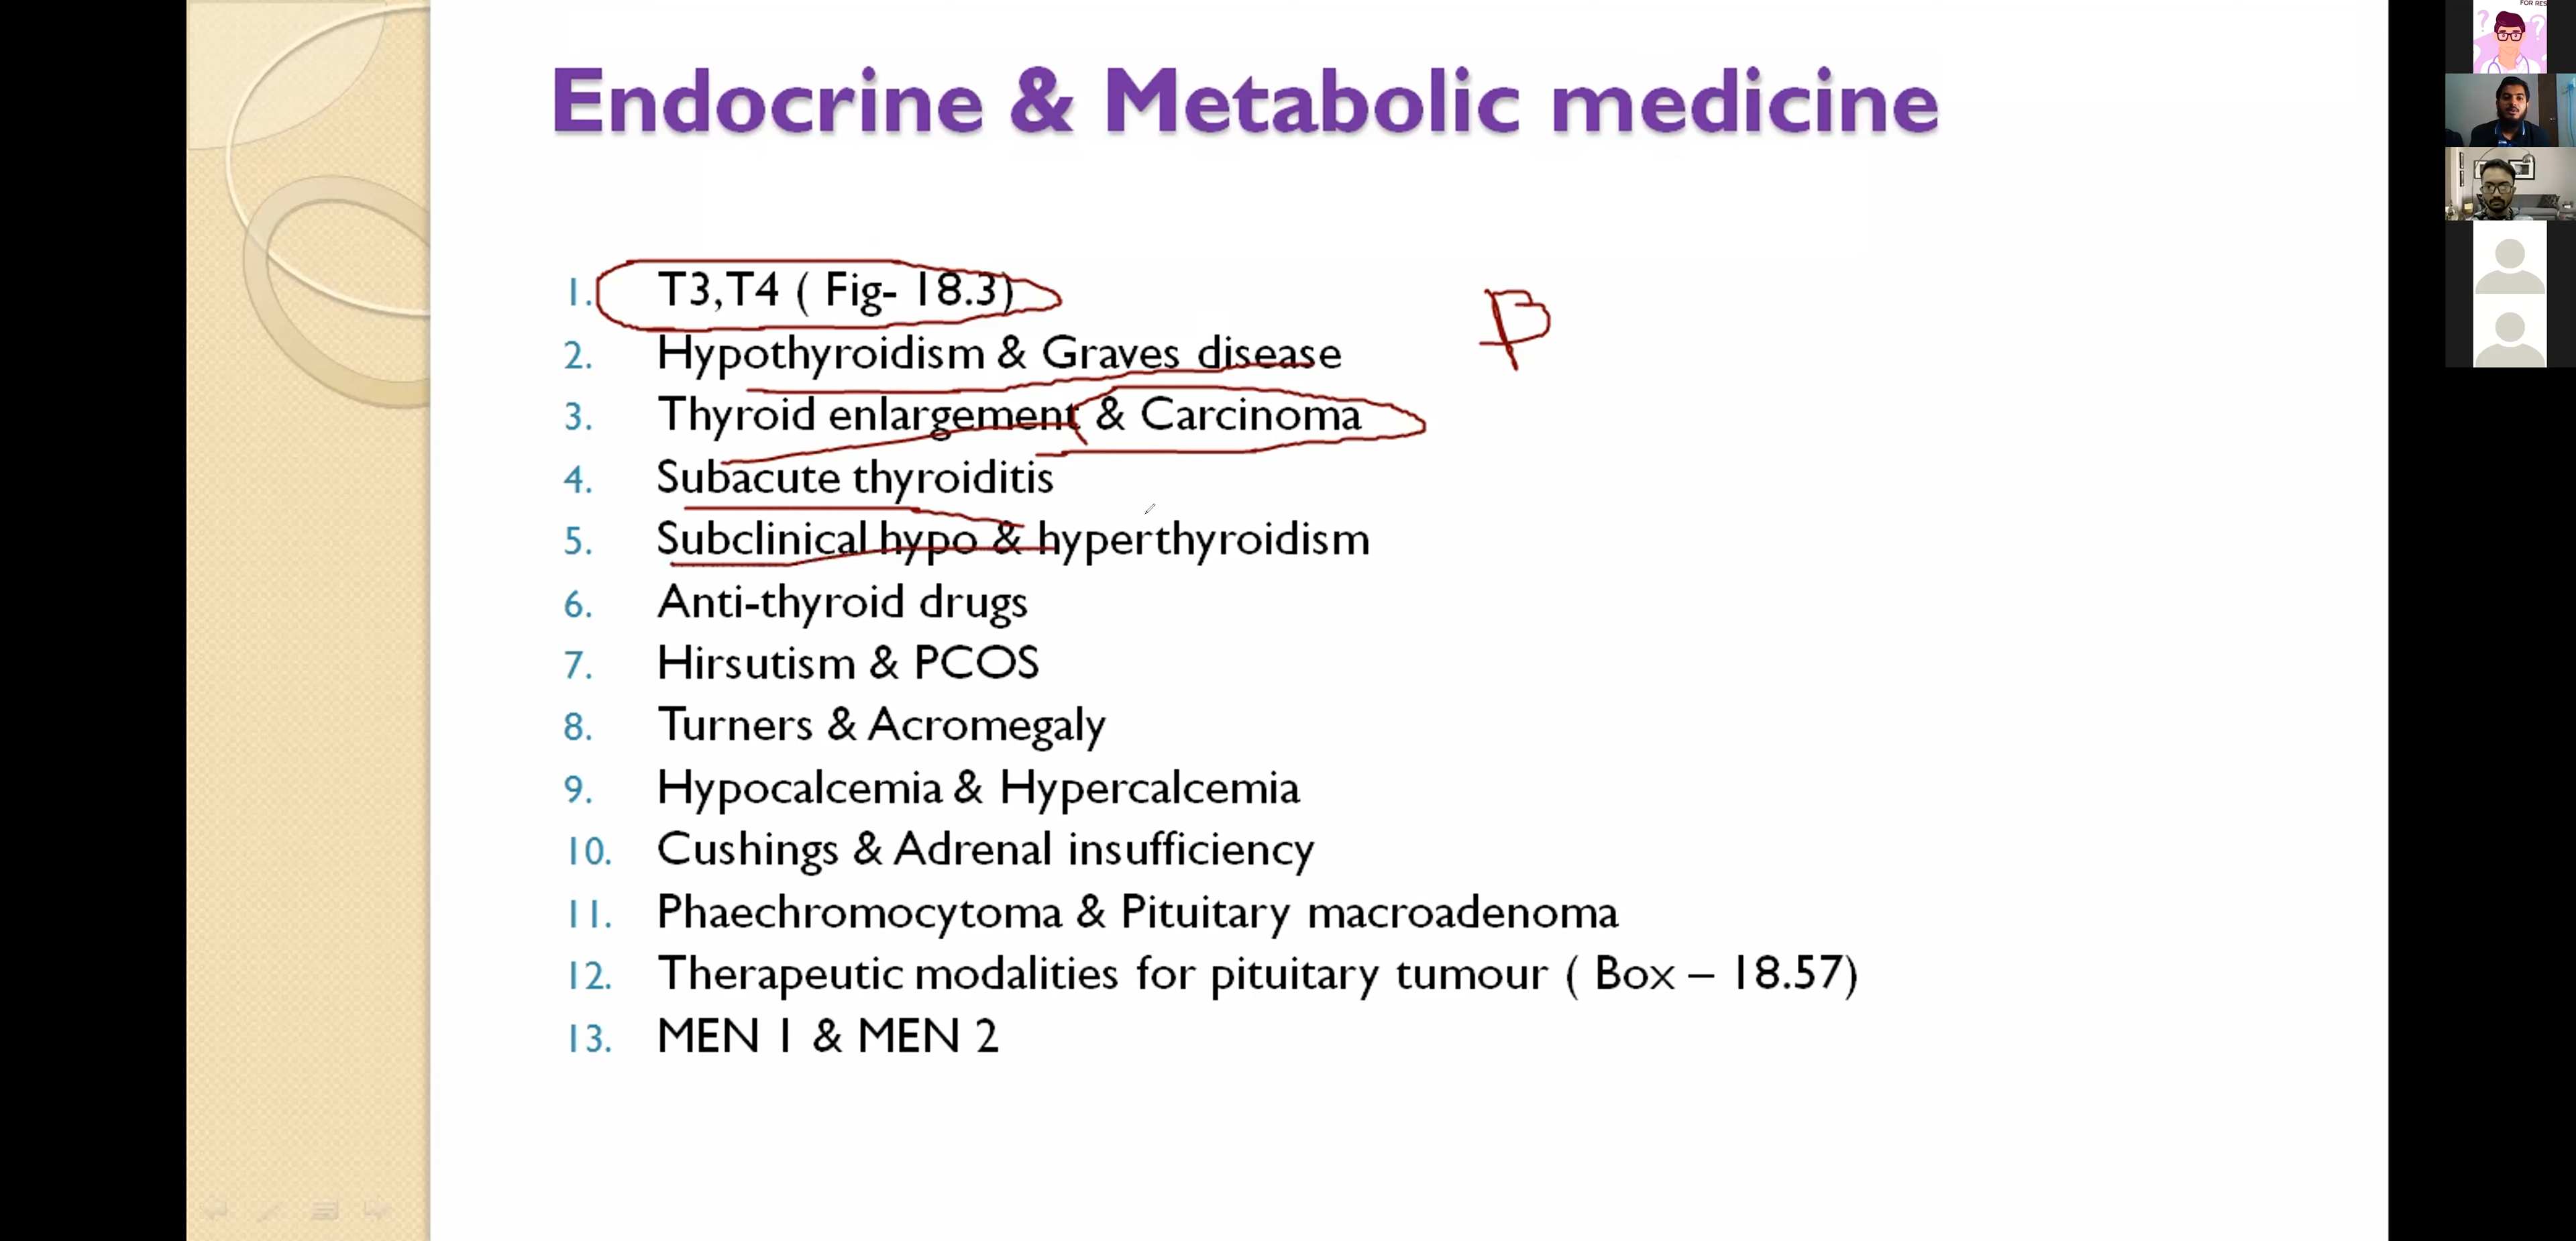 Endocrine & Metabolic medicine
1. T3,T4 ( Fig- 18.3)
2. Hypothyroidism & Graves disease
3. Thyroid enlargement & Carcinoma
4. Subacute thyroiditis
5. Subclinical hypo & hyperthyroidism
6. Anti-thyroid drugs
7. Hirsutism & PCOS
8. Turners & Acromegaly
9. Hypocalcemia & Hypercalcemia
10. Cushings & Adrenal insufficiency
11. Phaechromocytoma & Pituitary macroadenoma
12. Therapeutic modalities for pituitary tumour ( Box – 18.57)
13. MEN 1 & MEN 2
FOR RES